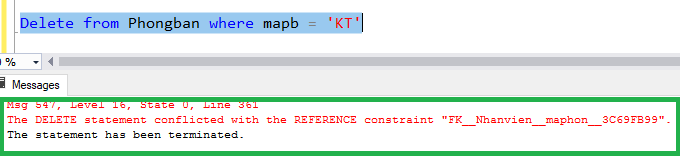 Delete from Phongban where mapb = 'KT'
0 %
Messages
Msg 547, Level 16, State 0, Line 361
The DELETE statement conflicted with the REFERENCE constraint "FK__Nhanvien__maphon__3C69FB99".
The statement has been terminated.